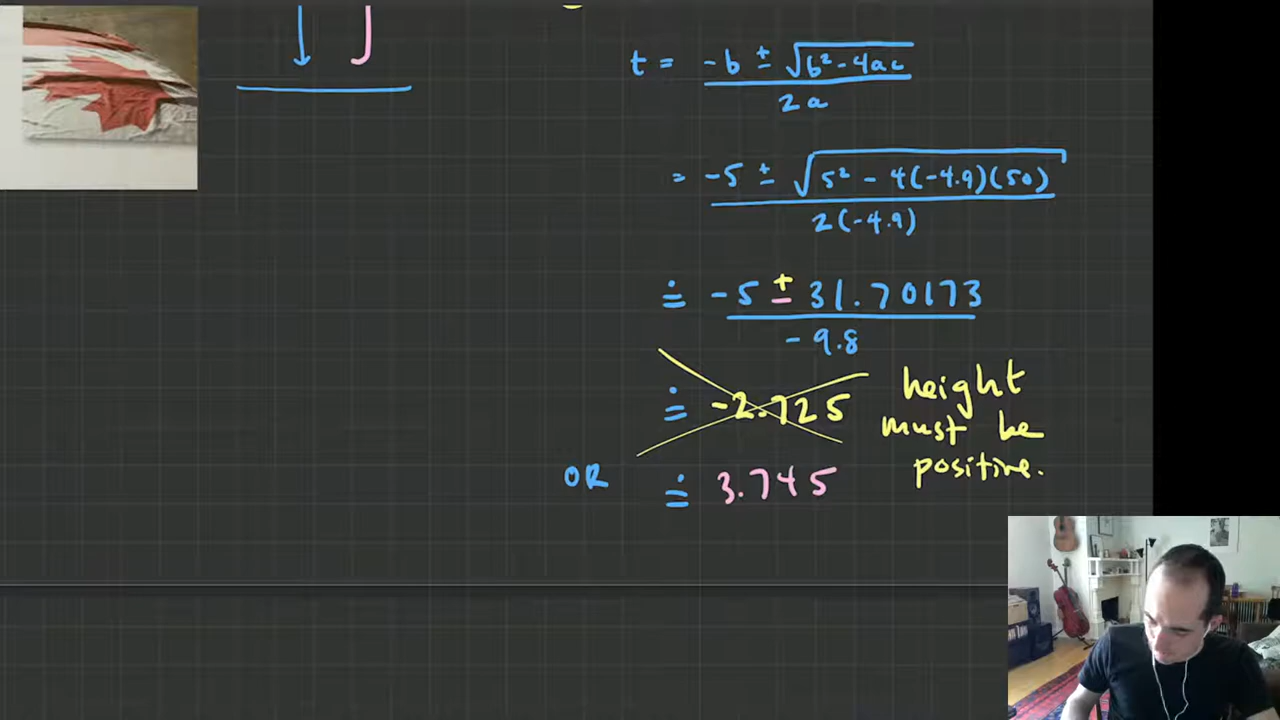 t = -b ± √b² - 4ac
2a
= -5 ± √5² - 4(-4.9)(50)
2(-4.9)
≐ -5 ± 31.70173
-9.8
≐ -2.725
height
must be
positive.
OR ≐ 3.745